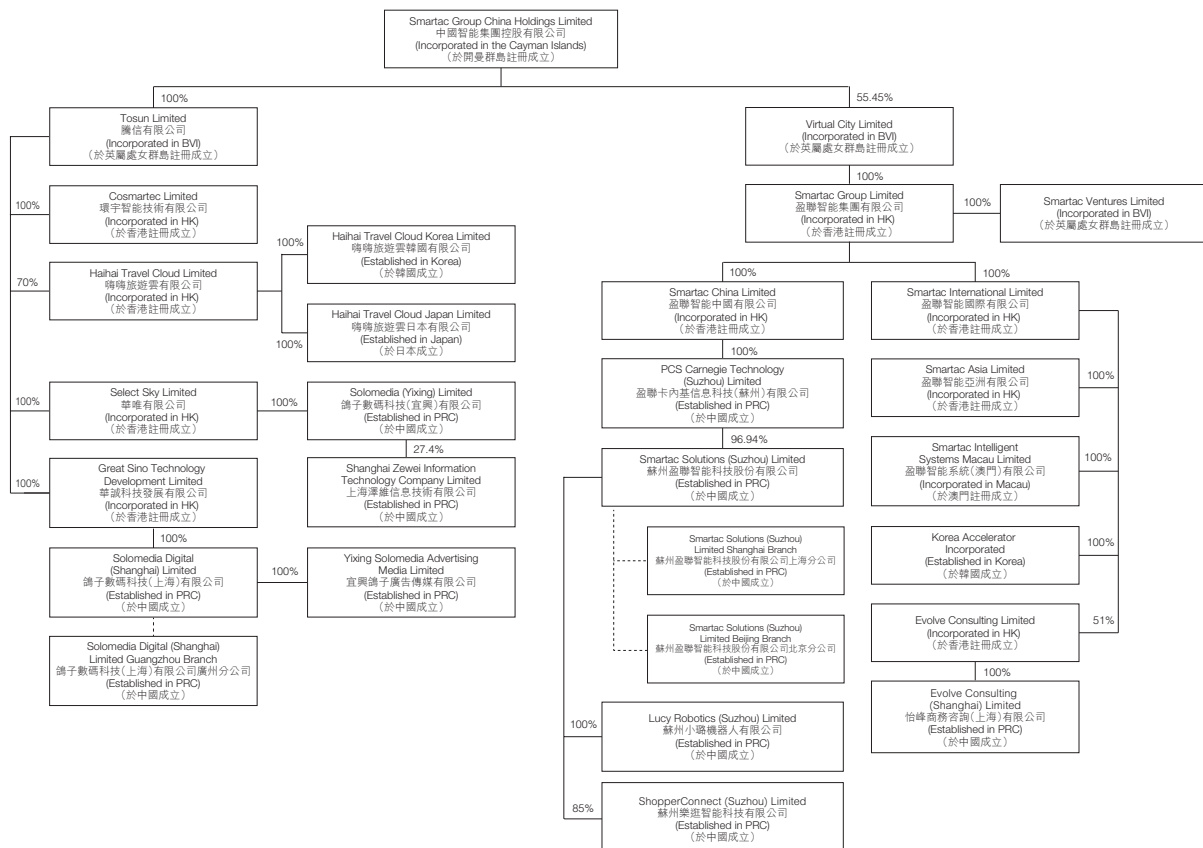 Smartac Group China Holdings Limited
中國智能集團控股有限公司
(Incorporated in the Cayman Islands)
（於開曼群島註冊成立）
100%
55.45%
Tosun Limited
騰信有限公司
(Incorporated in BVI)
（於英屬處女群島註冊成立）
Virtual City Limited
(Incorporated in BVI)
（於英屬處女群島註冊成立）
100%
100%
Cosmartec Limited
環宇智能技術有限公司
(Incorporated in HK)
（於香港註冊成立）
Smartac Group Limited
盈聯智能集團有限公司
(Incorporated in HK)
（於香港註冊成立）
100%
Smartac Ventures Limited
(Incorporated in BVI)
（於英屬處女群島註冊成立）
70%
Haihai Travel Cloud Limited
嗨嗨旅遊雲有限公司
(Incorporated in HK)
（於香港註冊成立）
100%
Haihai Travel Cloud Korea Limited
嗨嗨旅遊雲韓國有限公司
(Established in Korea)
（於韓國成立）
100%
Haihai Travel Cloud Japan Limited
嗨嗨旅遊雲日本有限公司
(Established in Japan)
（於日本成立）
100%
100%
Smartac China Limited
盈聯智能中國有限公司
(Incorporated in HK)
（於香港註冊成立）
Smartac International Limited
盈聯智能國際有限公司
(Incorporated in HK)
（於香港註冊成立）
100%
PCS Carnegie Technology
(Suzhou) Limited
盈聯卡內基信息科技（蘇州）有限公司
(Established in PRC)
（於中國成立）
Smartac Asia Limited
盈聯智能亞洲有限公司
(Incorporated in HK)
（於香港註冊成立）
100%
100%
Select Sky Limited
華唯有限公司
(Incorporated in HK)
（於香港註冊成立）
100%
Solomedia (Yixing) Limited
鴿子數碼科技（宜興）有限公司
(Established in PRC)
（於中國成立）
27.4%
96.94%
100%
Great Sino Technology
Development Limited
華誠科技發展有限公司
(Incorporated in HK)
（於香港註冊成立）
Shanghai Zewei Information
Technology Company Limited
上海澤維信息技術有限公司
(Established in PRC)
（於中國成立）
Smartac Solutions (Suzhou) Limited
蘇州盈聯智能科技股份有限公司
(Established in PRC)
（於中國成立）
Smartac Intelligent
Systems Macau Limited
盈聯智能系統（澳門）有限公司
(Incorporated in Macau)
（於澳門註冊成立）
100%
100%
Solomedia Digital
(Shanghai) Limited
鴿子數碼科技（上海）有限公司
(Established in PRC)
（於中國成立）
100%
Yixing Solomedia Advertising
Media Limited
宜興鴿子廣告傳媒有限公司
(Established in PRC)
（於中國成立）
Smartac Solutions (Suzhou)
Limited Shanghai Branch
蘇州盈聯智能科技股份有限公司上海分公司
(Established in PRC)
（於中國成立）
Korea Accelerator
Incorporated
(Established in Korea)
（於韓國成立）
100%
Solomedia Digital (Shanghai)
Limited Guangzhou Branch
鴿子數碼科技（上海）有限公司廣州分公司
(Established in PRC)
（於中國成立）
Smartac Solutions (Suzhou)
Limited Beijing Branch
蘇州盈聯智能科技股份有限公司北京分公司
(Established in PRC)
（於中國成立）
Evolve Consulting Limited
(Incorporated in HK)
（於香港註冊成立）
51%
100%
Evolve Consulting
(Shanghai) Limited
怡峰商務咨詢（上海）有限公司
(Established in PRC)
（於中國成立）
100%
Lucy Robotics (Suzhou) Limited
蘇州小璐機器人有限公司
(Established in PRC)
（於中國成立）
85%
ShopperConnect (Suzhou) Limited
蘇州樂逛智能科技有限公司
(Established in PRC)
（於中國成立）